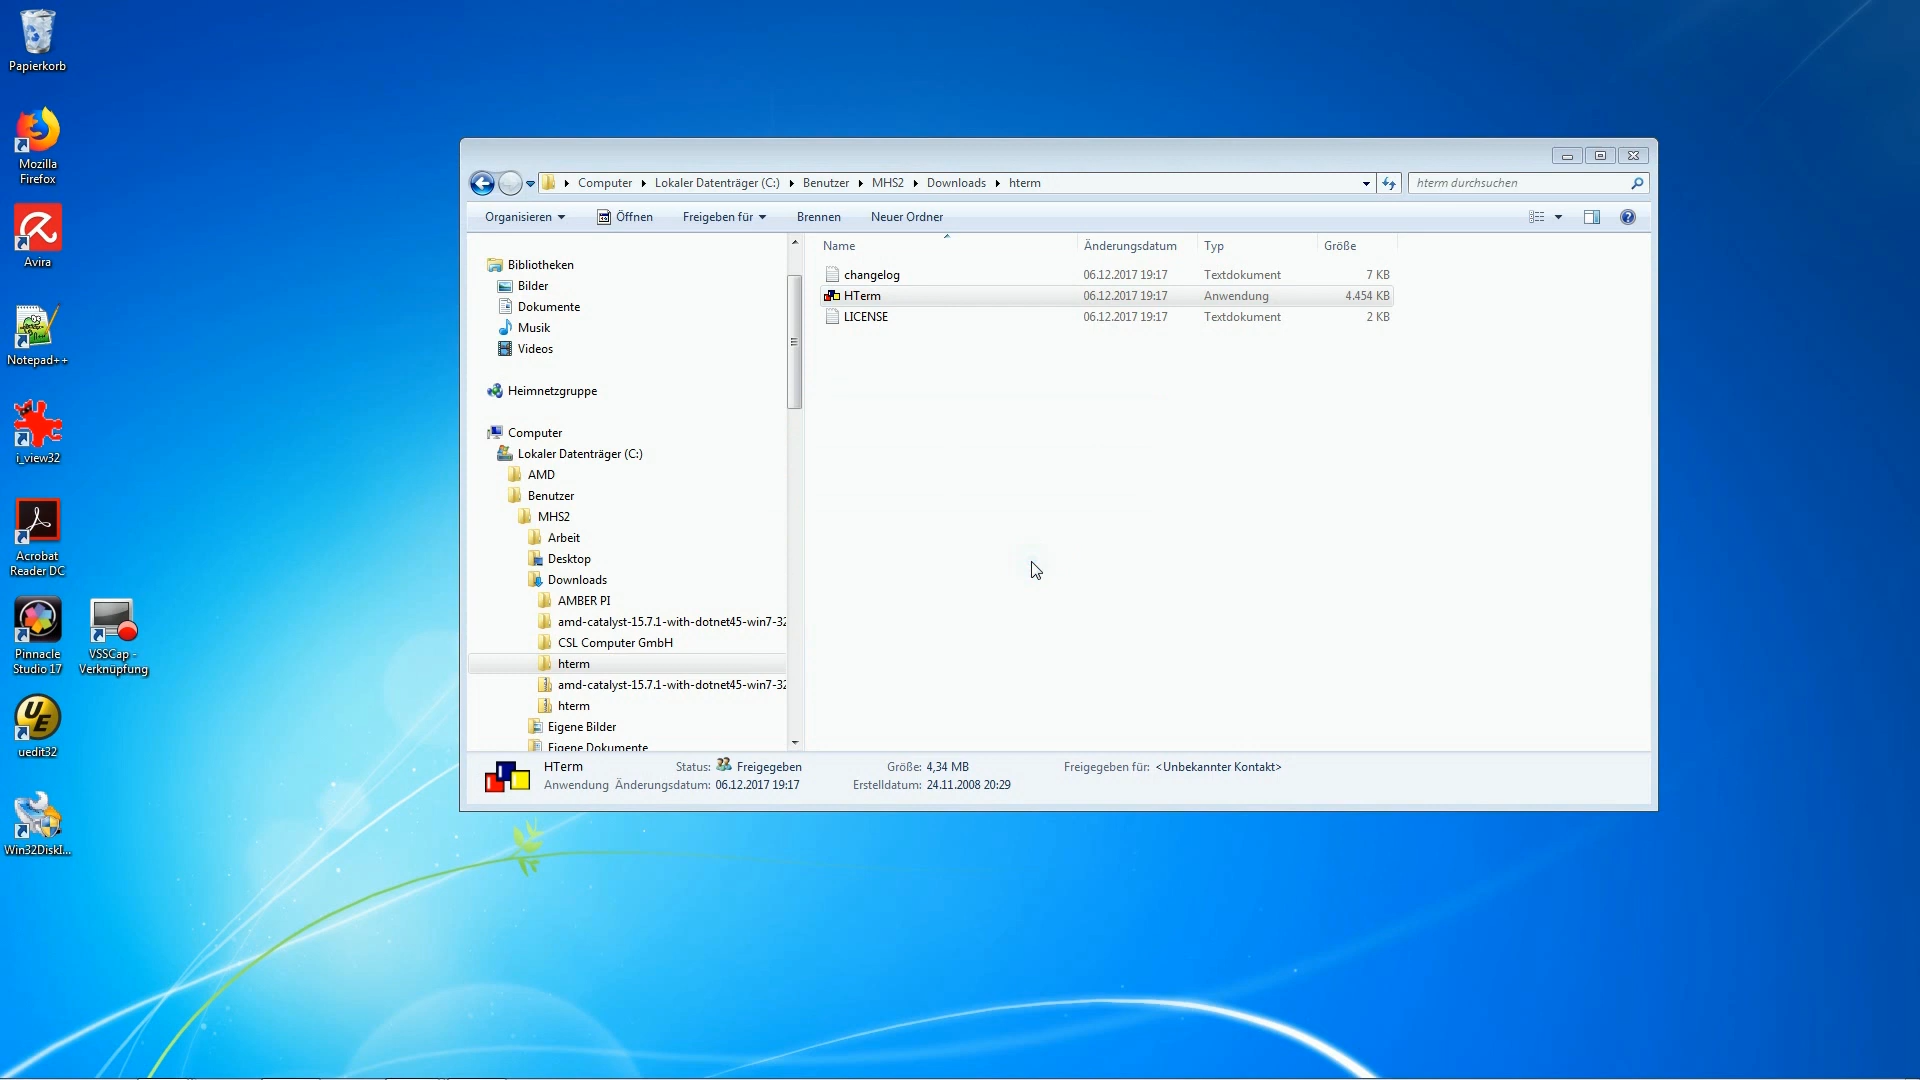 Papierkorb
Mozilla
Firefox
Avira
Notepad++
i_view32
Acrobat
Reader DC
Pinnacle
Studio 17
VSSCap -
Verknüpfung
uedit32
Win32DiskI...
Computer Lokaler Datenträger (C:) Benutzer MHS2 Downloads hterm
hterm durchsuchen
Organisieren Öffnen Freigeben für Brennen Neuer Ordner
Name Änderungsdatum Typ Größe
changelog 06.12.2017 19:17 Textdokument 7 KB
HTerm 06.12.2017 19:17 Anwendung 4.454 KB
LICENSE 06.12.2017 19:17 Textdokument 2 KB
Bibliotheken
Bilder
Dokumente
Musik
Videos
Heimnetzgruppe
Computer
Lokaler Datenträger (C:)
AMD
Benutzer
MHS2
Arbeit
Desktop
Downloads
AMBER PI
amd-catalyst-15.7.1-with-dotnet45-win7-32
CSL Computer GmbH
hterm
amd-catalyst-15.7.1-with-dotnet45-win7-32
hterm
Eigene Bilder
Eigene Dokumente
HTerm Status: Freigegeben Größe: 4,34 MB Freigegeben für: <Unbekannter Kontakt>
Anwendung Änderungsdatum: 06.12.2017 19:17 Erstelldatum: 24.11.2008 20:29